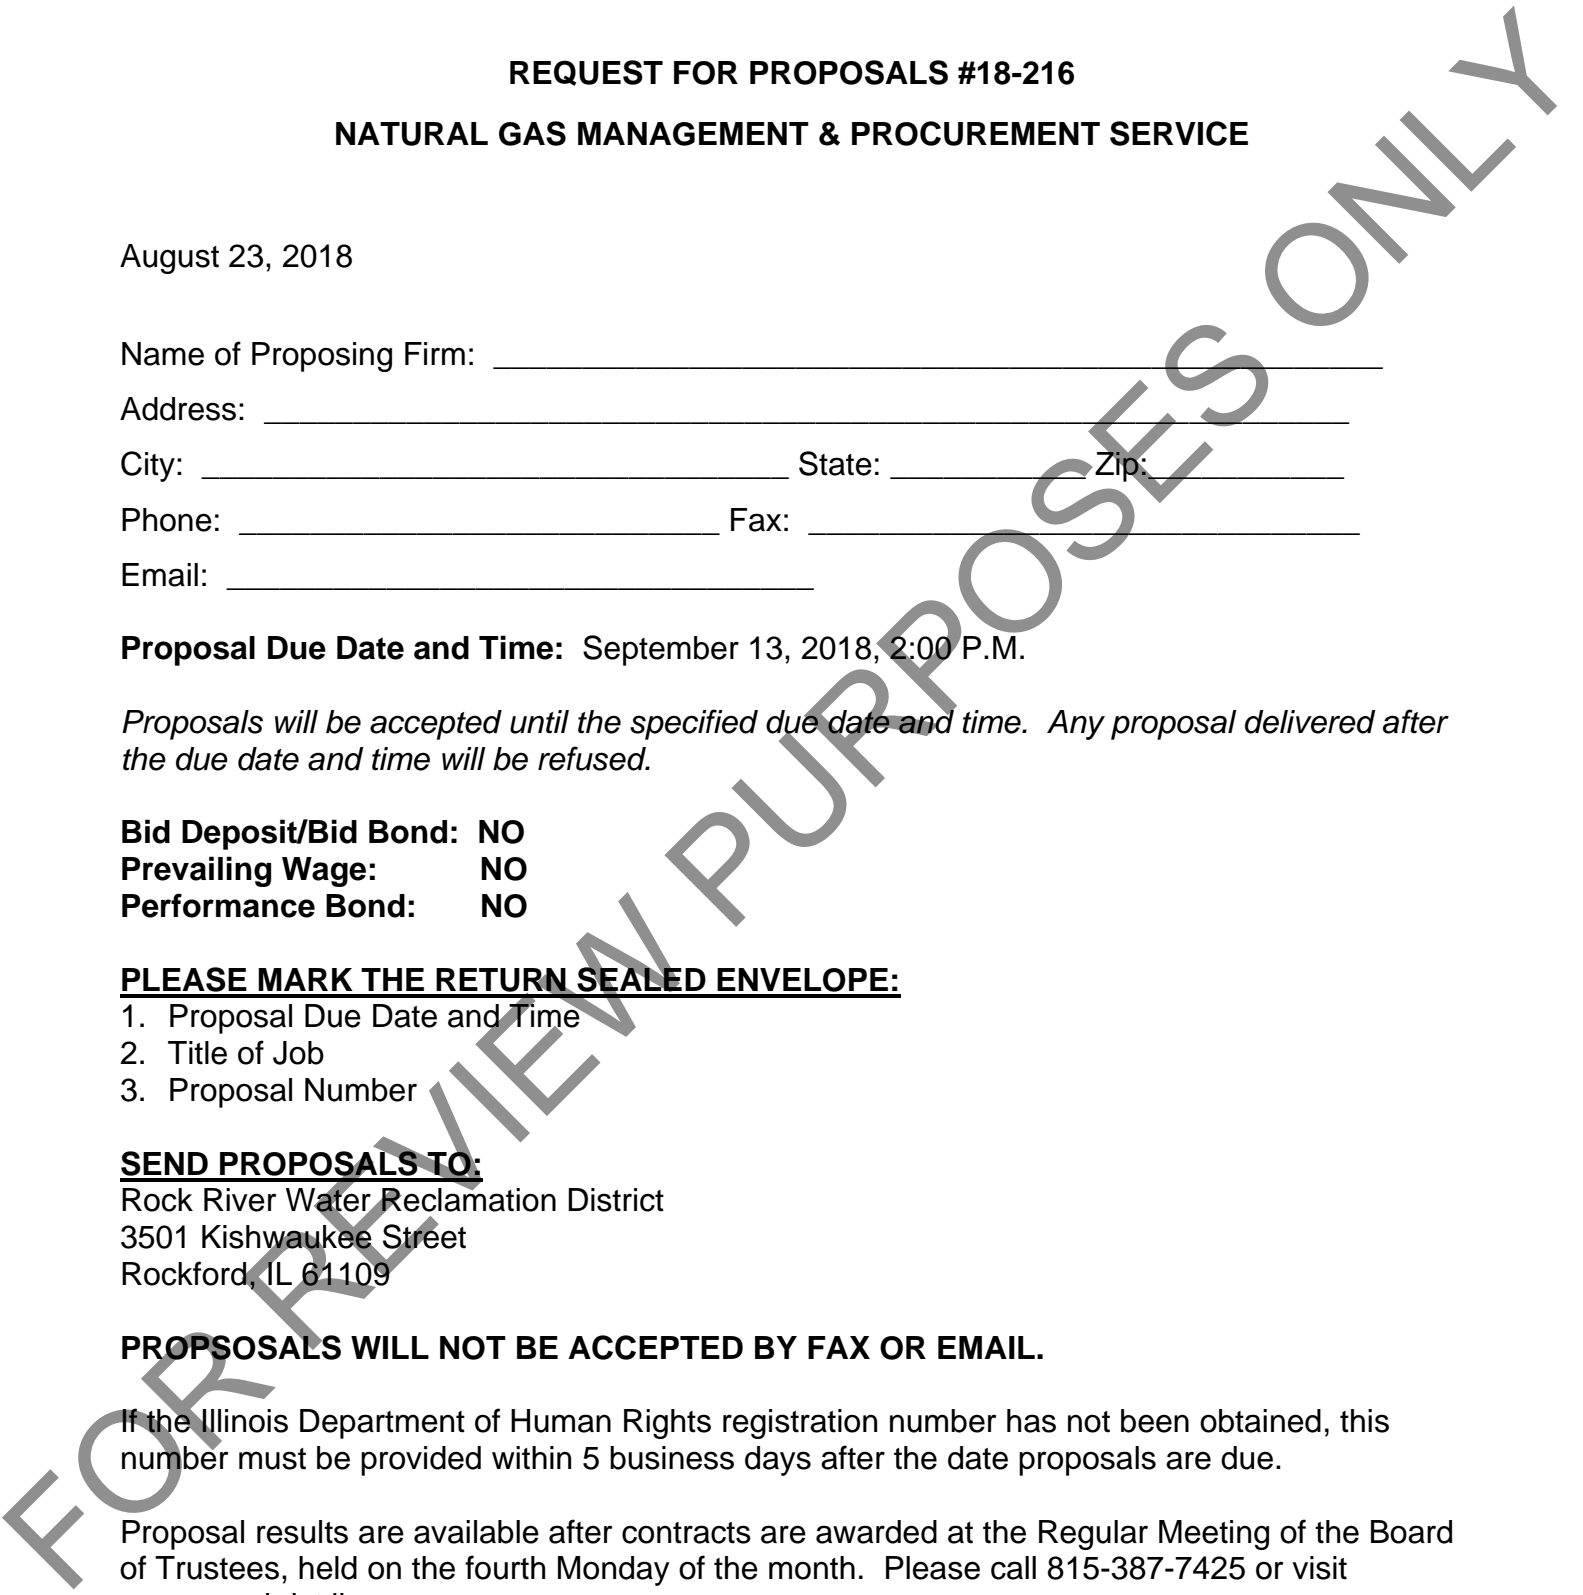 REQUEST FOR PROPOSALS #18-216
NATURAL GAS MANAGEMENT & PROCUREMENT SERVICE
August 23, 2018
Name of Proposing Firm: __________________________________________________
Address: _____________________________________________________________
City: _________________________________ State: ___________ Zip:___________
Phone: ___________________________ Fax: _______________________________
Email: _________________________________
Proposal Due Date and Time: September 13, 2018, 2:00 P.M.
Proposals will be accepted until the specified due date and time. Any proposal delivered after
the due date and time will be refused.
Bid Deposit/Bid Bond: NO
Prevailing Wage: NO
Performance Bond: NO
PLEASE MARK THE RETURN SEALED ENVELOPE:
1. Proposal Due Date and Time
2. Title of Job
3. Proposal Number
SEND PROPOSALS TO:
Rock River Water Reclamation District
3501 Kishwaukee Street
Rockford, IL 61109
PROPSOSALS WILL NOT BE ACCEPTED BY FAX OR EMAIL.
If the Illinois Department of Human Rights registration number has not been obtained, this
number must be provided within 5 business days after the date proposals are due.
Proposal results are available after contracts are awarded at the Regular Meeting of the Board
of Trustees, held on the fourth Monday of the month. Please call 815-387-7425 or visit
FOR REVIEW PURPOSES ONLY